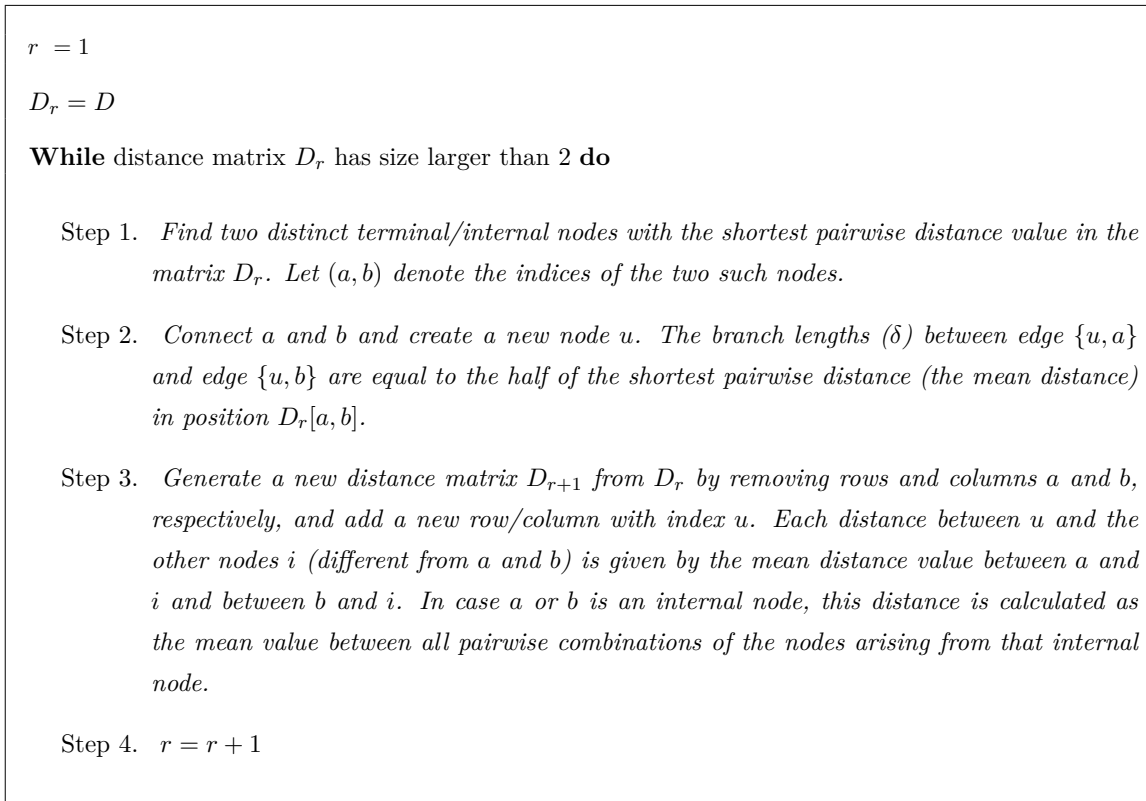 r = 1
D_r = D
While distance matrix D_r has size larger than 2 do
Step 1. Find two distinct terminal/internal nodes with the shortest pairwise distance value in the
matrix D_r. Let (a, b) denote the indices of the two such nodes.
Step 2. Connect a and b and create a new node u. The branch lengths (δ) between edge {u, a}
and edge {u, b} are equal to the half of the shortest pairwise distance (the mean distance)
in position D_r[a, b].
Step 3. Generate a new distance matrix D_{r+1} from D_r by removing rows and columns a and b,
respectively, and add a new row/column with index u. Each distance between u and the
other nodes i (different from a and b) is given by the mean distance value between a and
i and between b and i. In case a or b is an internal node, this distance is calculated as
the mean value between all pairwise combinations of the nodes arising from that internal
node.
Step 4. r = r + 1